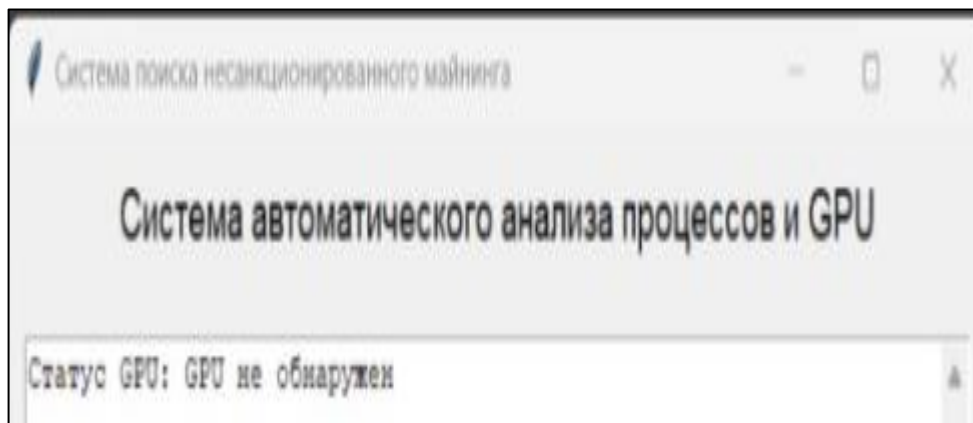 Система поиска несанкционированного майнинга
Система автоматического анализа процессов и GPU
Статус GPU: GPU не обнаружен